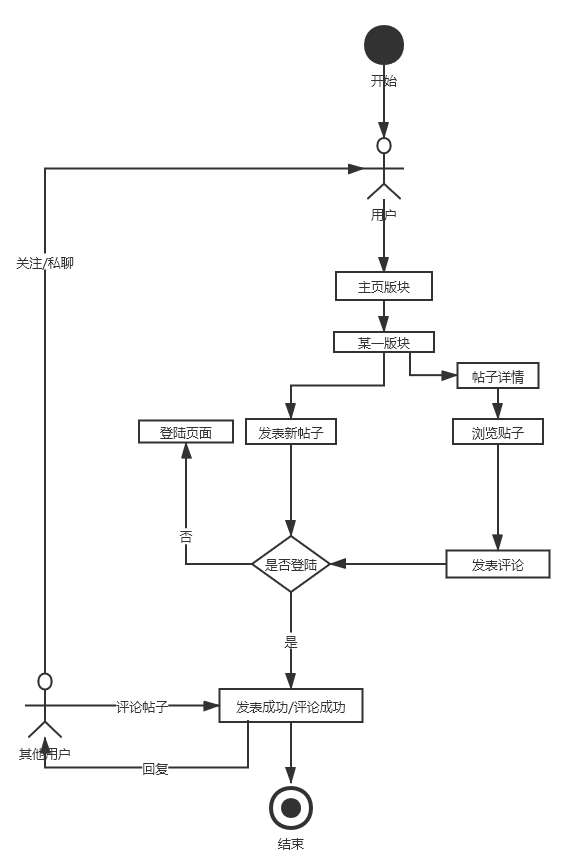 开始
用户
关注/私聊
主页版块
某一版块
帖子详情
登陆页面
发表新帖子
浏览贴子
否
是否登陆
发表评论
是
评论帖子
发表成功/评论成功
其他用户
回复
结束